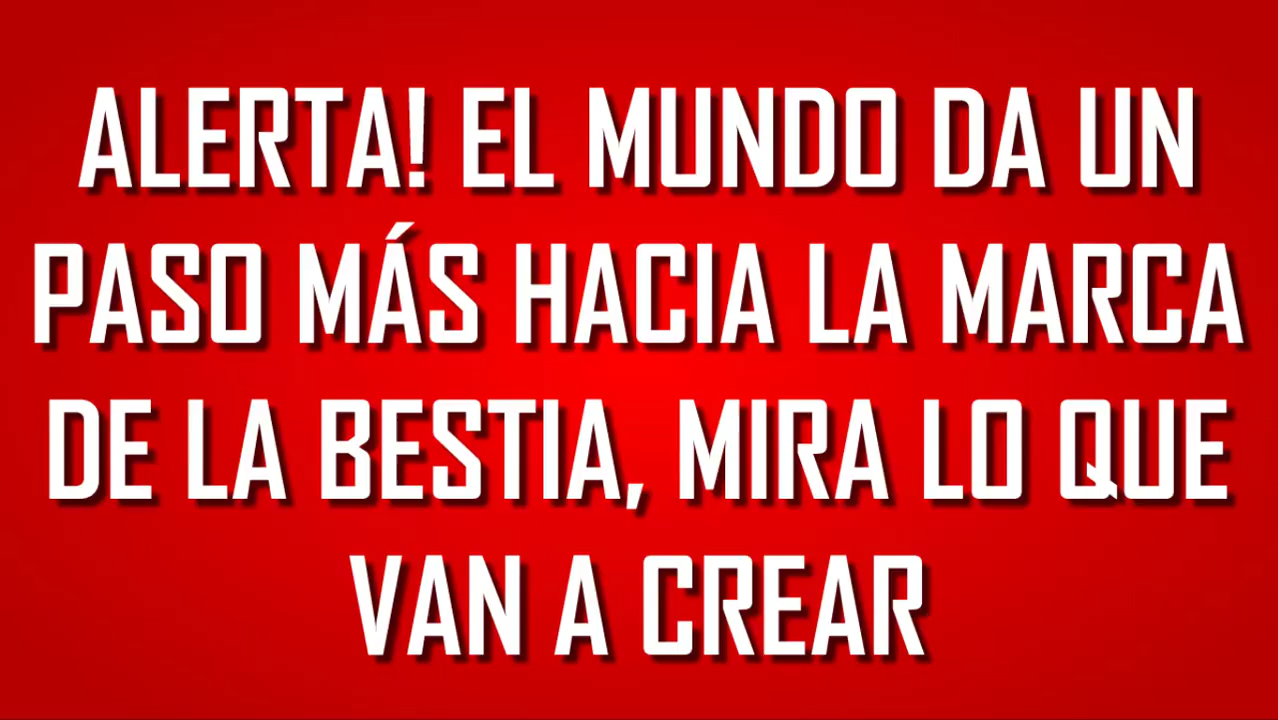 ALERTA! EL MUNDO DA UN
PASO MÁS HACIA LA MARCA
DE LA BESTIA, MIRA LO QUE
VAN A CREAR